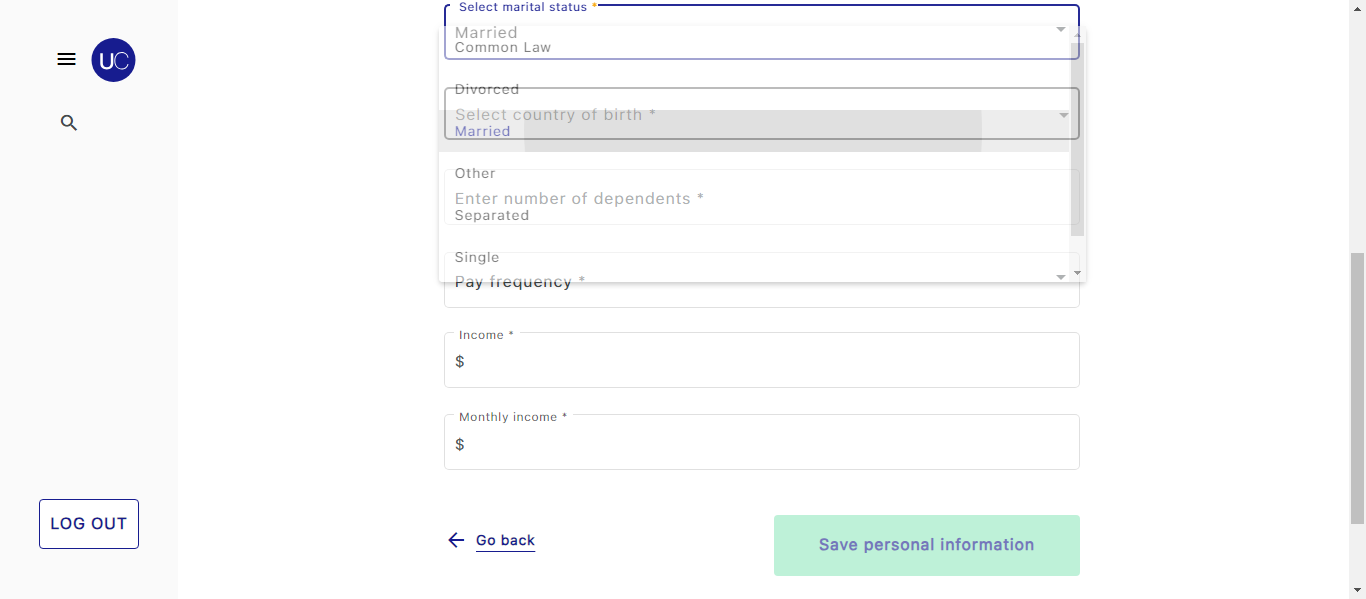 Select marital status *
UC
Married
Common Law
Divorced
Select country of birth *
Married
Other
Enter number of dependents *
Separated
Single
Pay frequency *
Income *
$
Monthly income *
$
LOG OUT
Go back
Save personal information